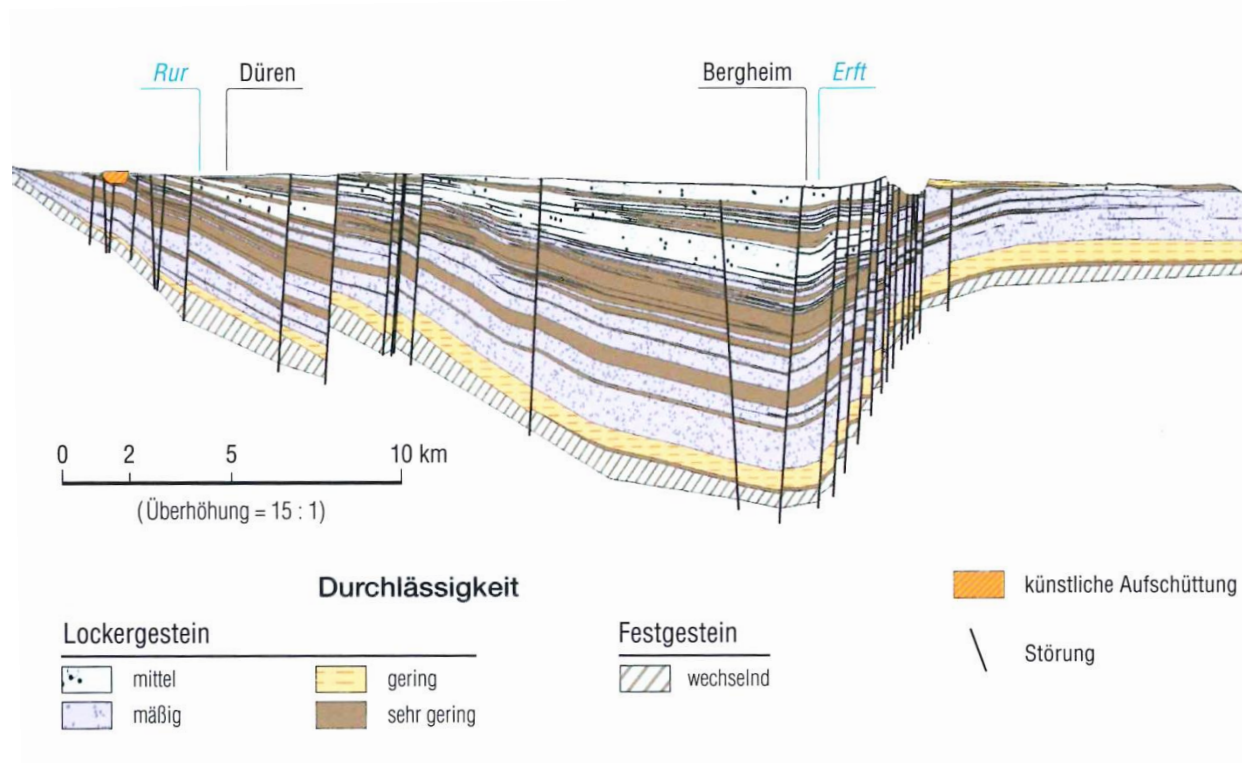 Rur Düren Bergheim Erft
0 2 5 10 km
(Überhöhung = 15 : 1)
Durchlässigkeit
Lockergestein
mittel gering
mäßig sehr gering
Festgestein
wechselnd
künstliche Aufschüttung
Störung